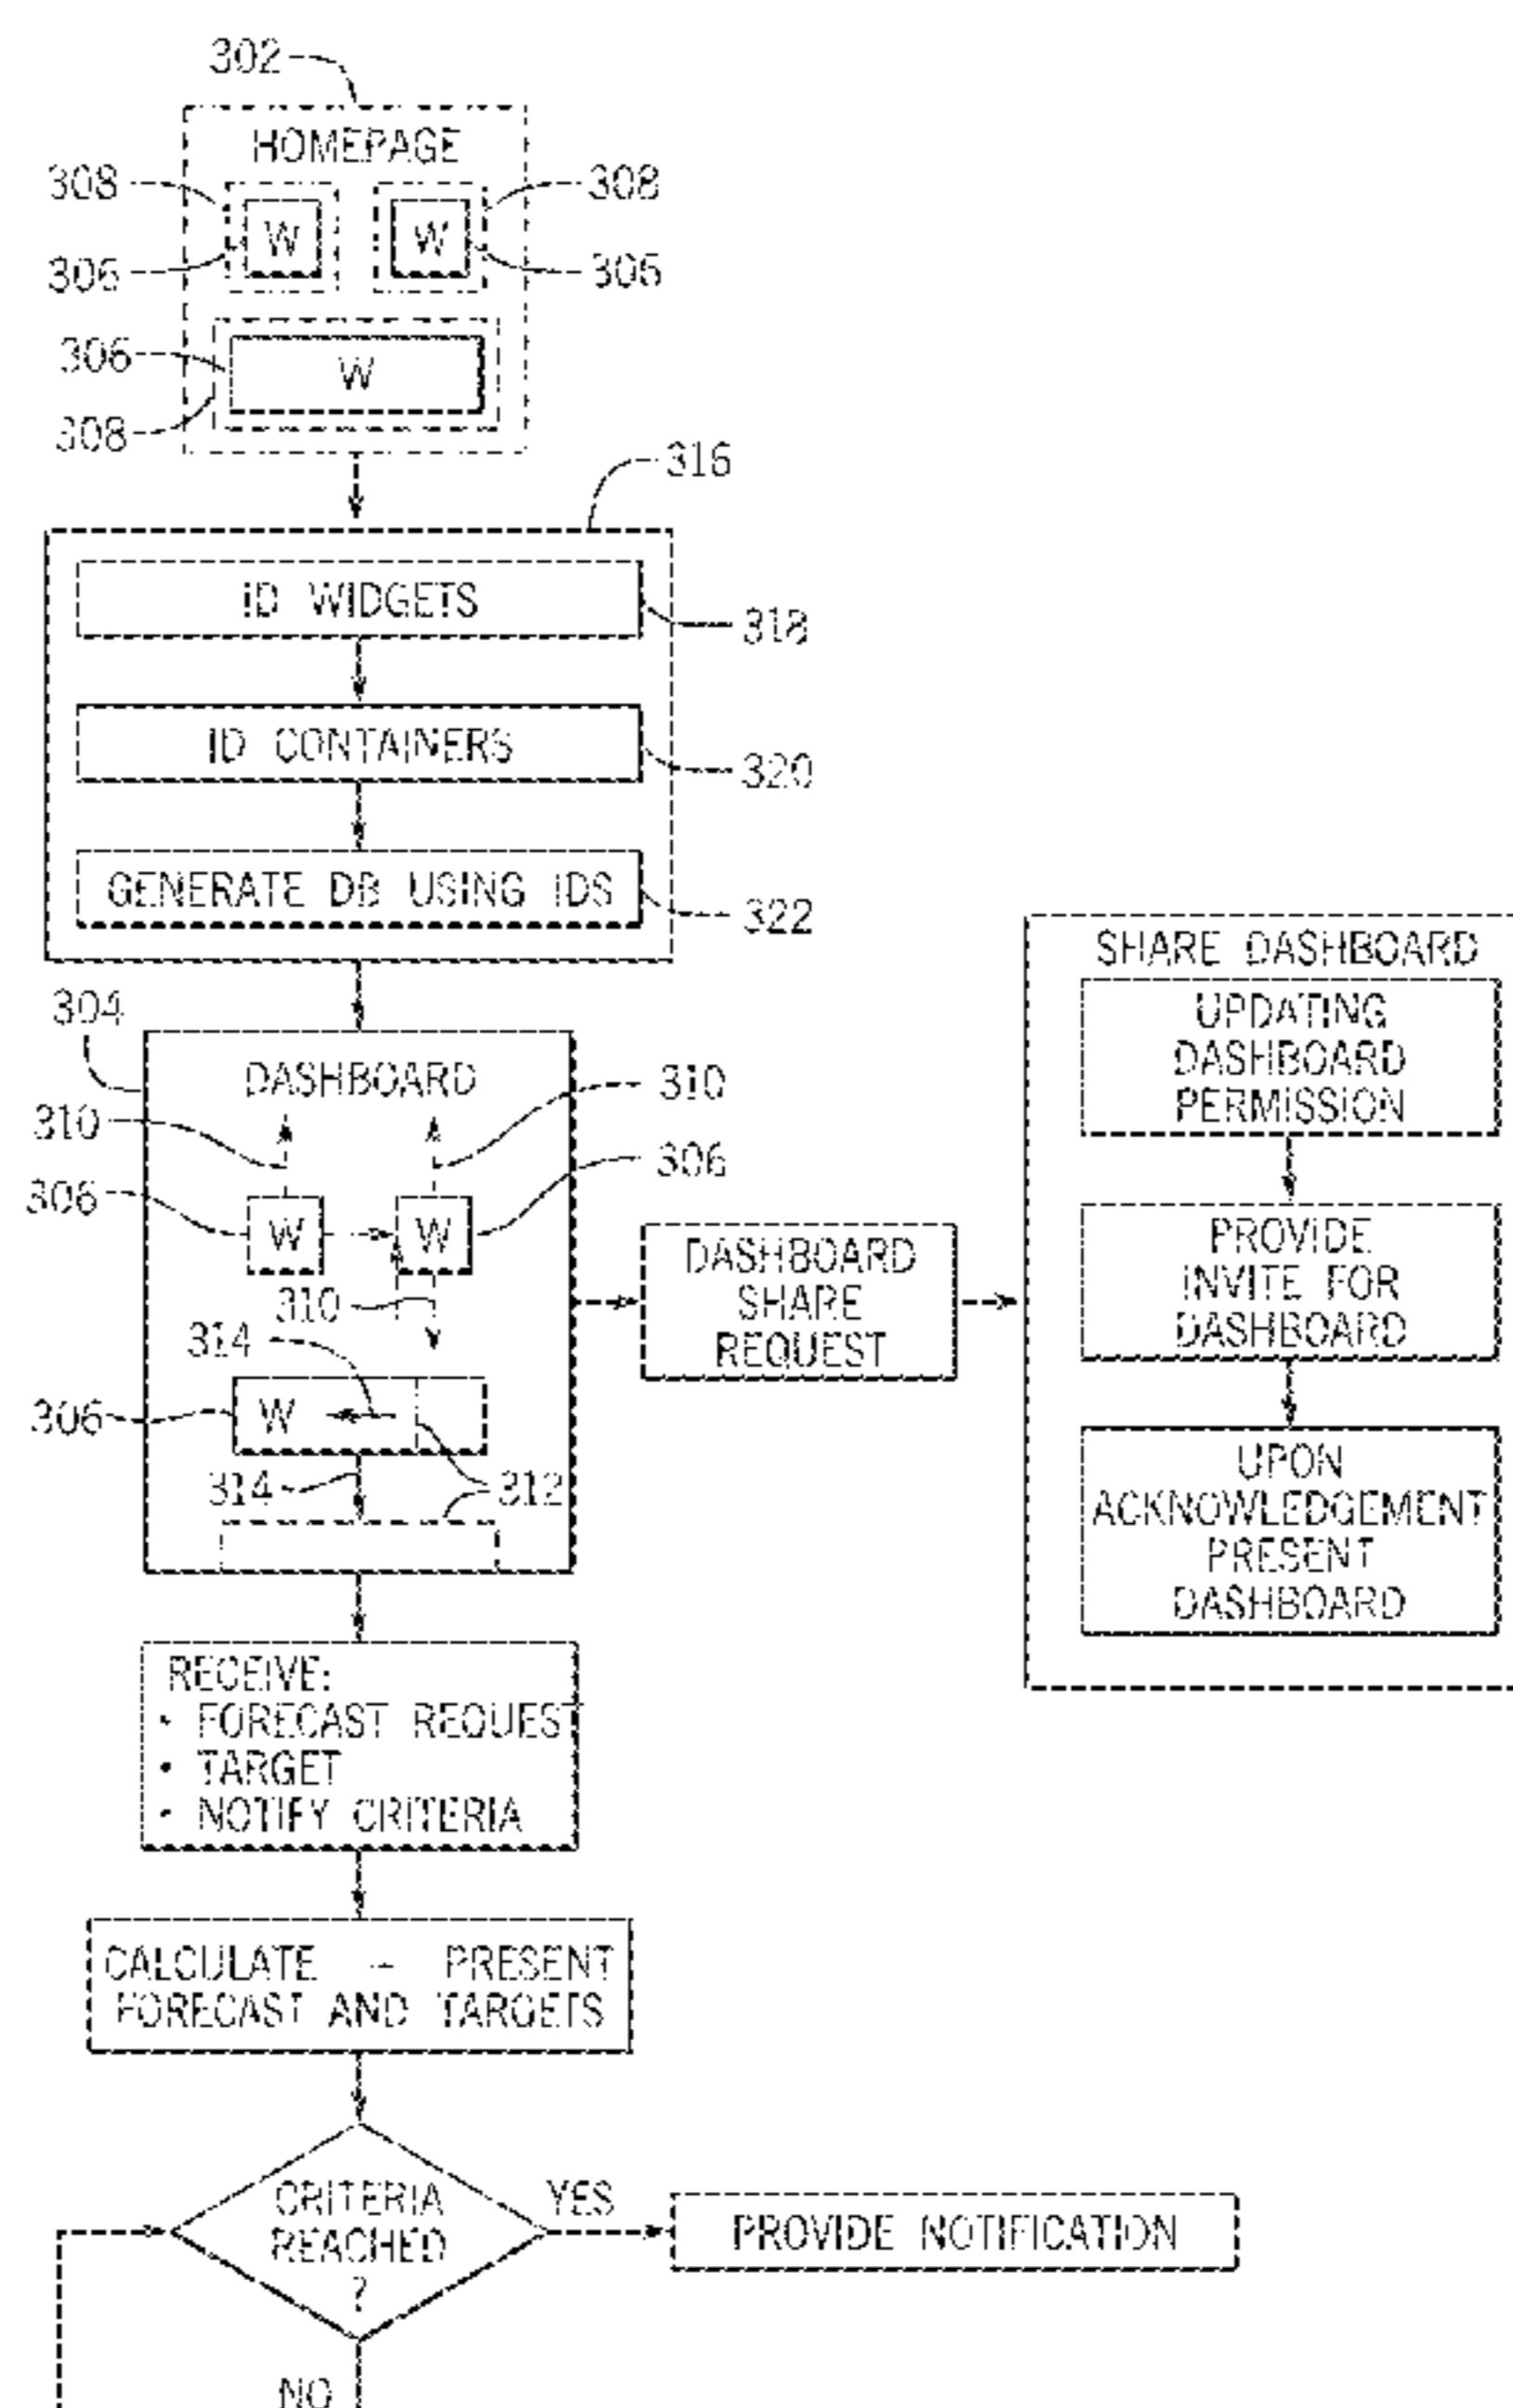 302
HOMEPAGE
308
308
W
W
306
306
306
W
308
316
ID WIDGETS
318
ID CONTAINERS
320
GENERATE DB USING IDS
322
304
DASHBOARD
310
310
306
306
W
W
310
314
306
W
314
312
DASHBOARD
SHARE
REQUEST
SHARE DASHBOARD
UPDATING
DASHBOARD
PERMISSION
PROVIDE
INVITE FOR
DASHBOARD
UPON
ACKNOWLEDGEMENT
PRESENT
DASHBOARD
RECEIVE:
• FORECAST REQUEST
• TARGET
• NOTIFY CRITERIA
CALCULATE - PRESENT
FORECAST AND TARGETS
CRITERIA
REACHED
?
YES
PROVIDE NOTIFICATION
NO